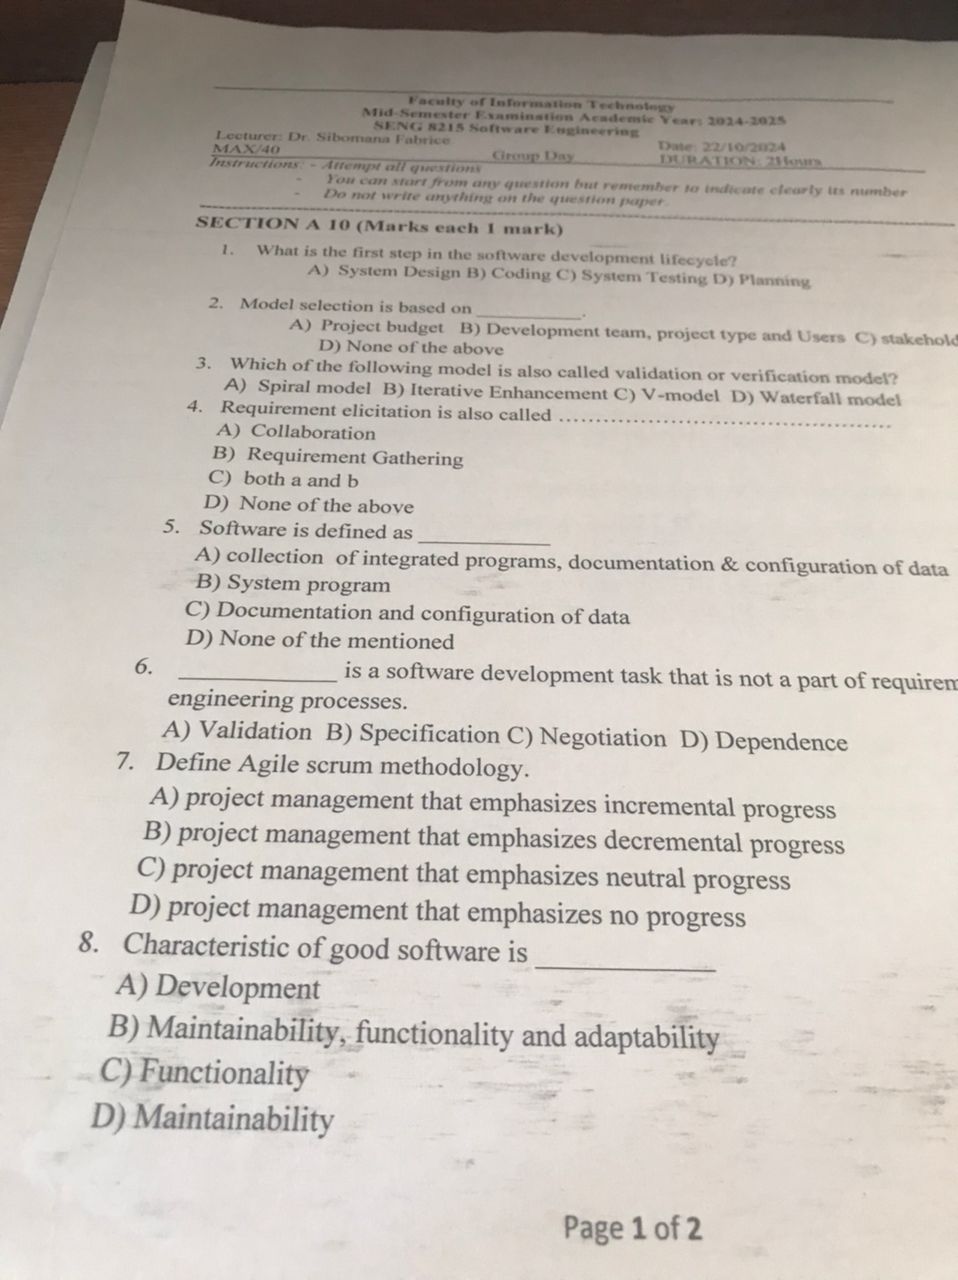 Faculty of Information Technology
Mid-Semester Examination Academic Year: 2024-2025
SENG 8215 Software Engineering
Lecturer: Dr. Sibomana Fabrice Date: 22/10/2024
MAX/40 Group Day DURATION: 2Hours
Instructions: - Attempt all questions
- You can start from any question but remember to indicate clearly its number
- Do not write anything on the question paper.
SECTION A 10 (Marks each 1 mark)
1. What is the first step in the software development lifecycle?
A) System Design B) Coding C) System Testing D) Planning
2. Model selection is based on __________.
A) Project budget B) Development team, project type and Users C) stakehold
D) None of the above
3. Which of the following model is also called validation or verification model?
A) Spiral model B) Iterative Enhancement C) V-model D) Waterfall model
4. Requirement elicitation is also called ................................................
A) Collaboration
B) Requirement Gathering
C) both a and b
D) None of the above
5. Software is defined as ____________
A) collection of integrated programs, documentation & configuration of data
B) System program
C) Documentation and configuration of data
D) None of the mentioned
6. ______________ is a software development task that is not a part of requirem
engineering processes.
A) Validation B) Specification C) Negotiation D) Dependence
7. Define Agile scrum methodology.
A) project management that emphasizes incremental progress
B) project management that emphasizes decremental progress
C) project management that emphasizes neutral progress
D) project management that emphasizes no progress
8. Characteristic of good software is ______________
A) Development
B) Maintainability, functionality and adaptability
C) Functionality
D) Maintainability
Page 1 of 2